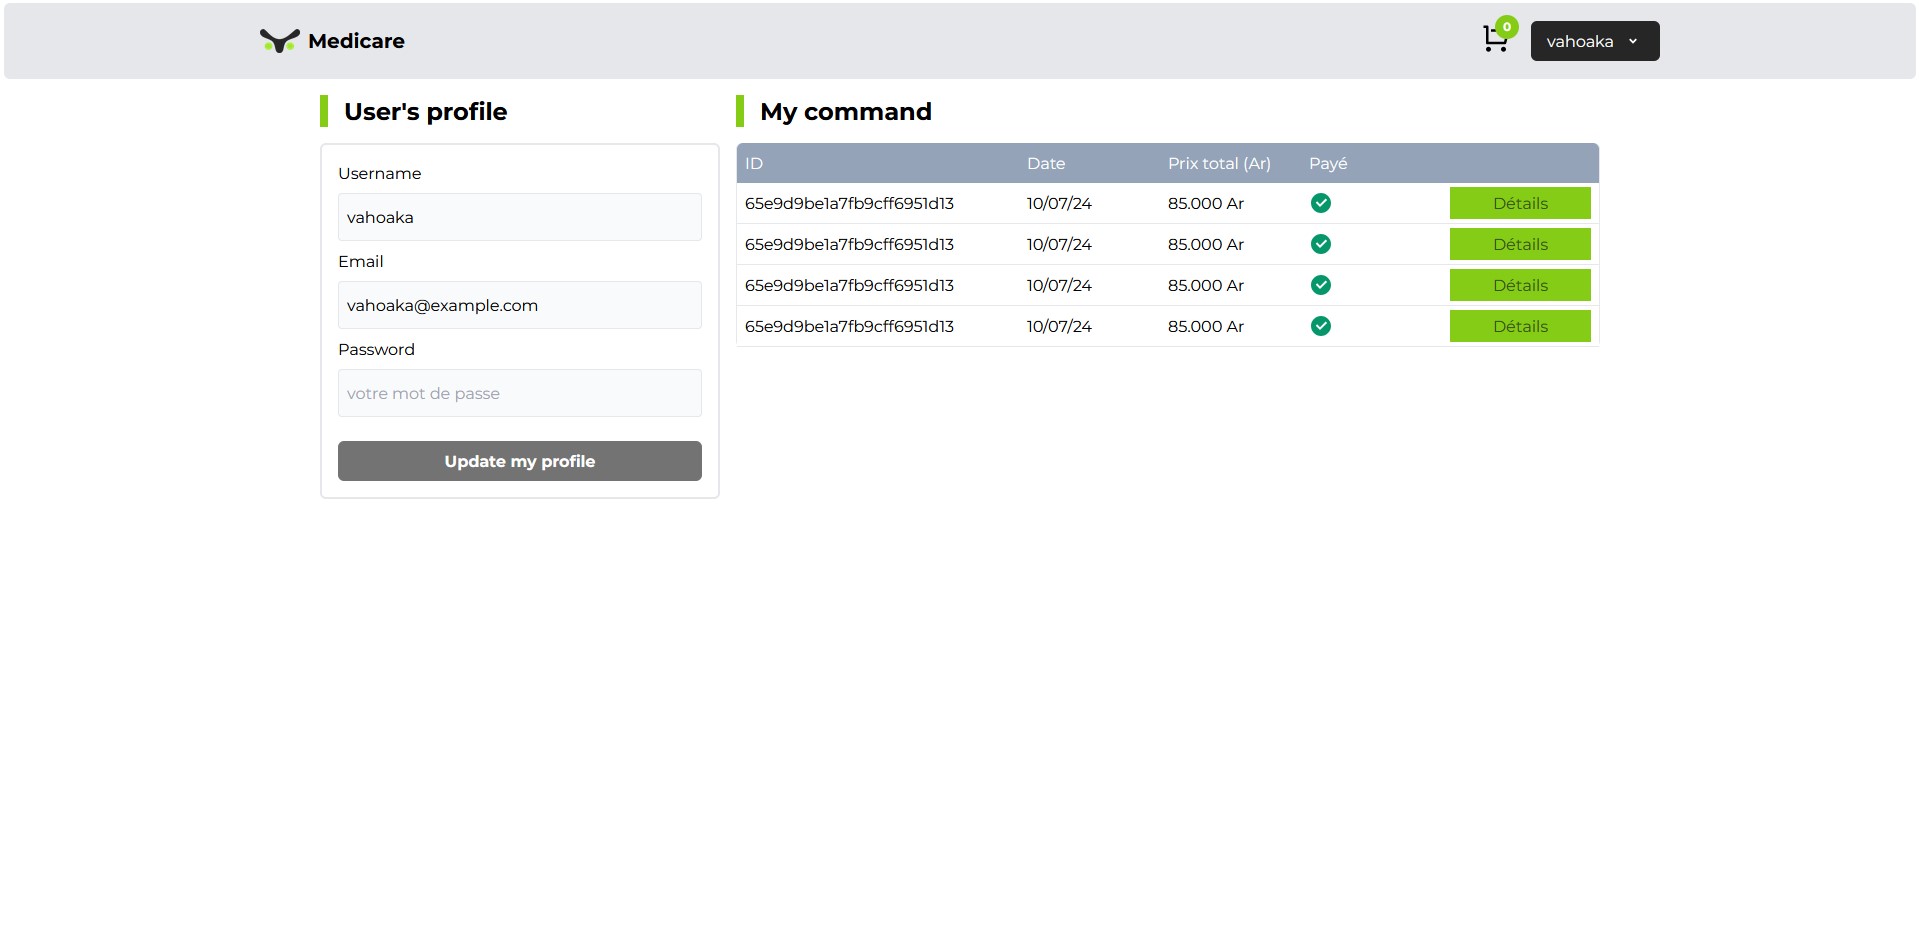 Medicare
0
vahoaka
User's profile
Username
vahoaka
Email
vahoaka@example.com
Password
votre mot de passe
Update my profile
My command
ID Date Prix total (Ar) Payé
65e9d9be1a7fb9cff6951d13 10/07/24 85.000 Ar Détails
65e9d9be1a7fb9cff6951d13 10/07/24 85.000 Ar Détails
65e9d9be1a7fb9cff6951d13 10/07/24 85.000 Ar Détails
65e9d9be1a7fb9cff6951d13 10/07/24 85.000 Ar Détails